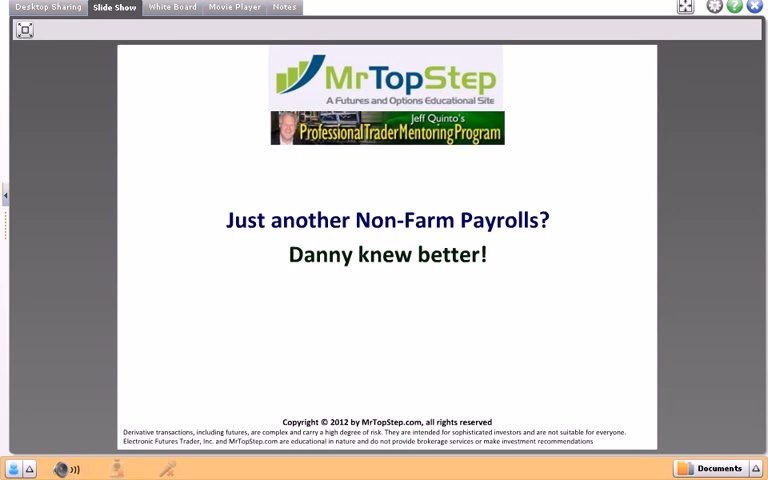 Desktop Sharing Slide Show White Board Movie Player Notes
MrTopStep
A Futures and Options Educational Site
Jeff Quinto's
Professional Trader Mentoring Program
Just another Non-Farm Payrolls?
Danny knew better!
Copyright © 2012 by MrTopStep.com, all rights reserved
Derivative transactions, including futures, are complex and carry a high degree of risk. They are intended for sophisticated investors and are not suitable for everyone.
Electronic Futures Trader, Inc. and MrTopStep.com are educational in nature and do not provide brokerage services or make investment recommendations
Documents